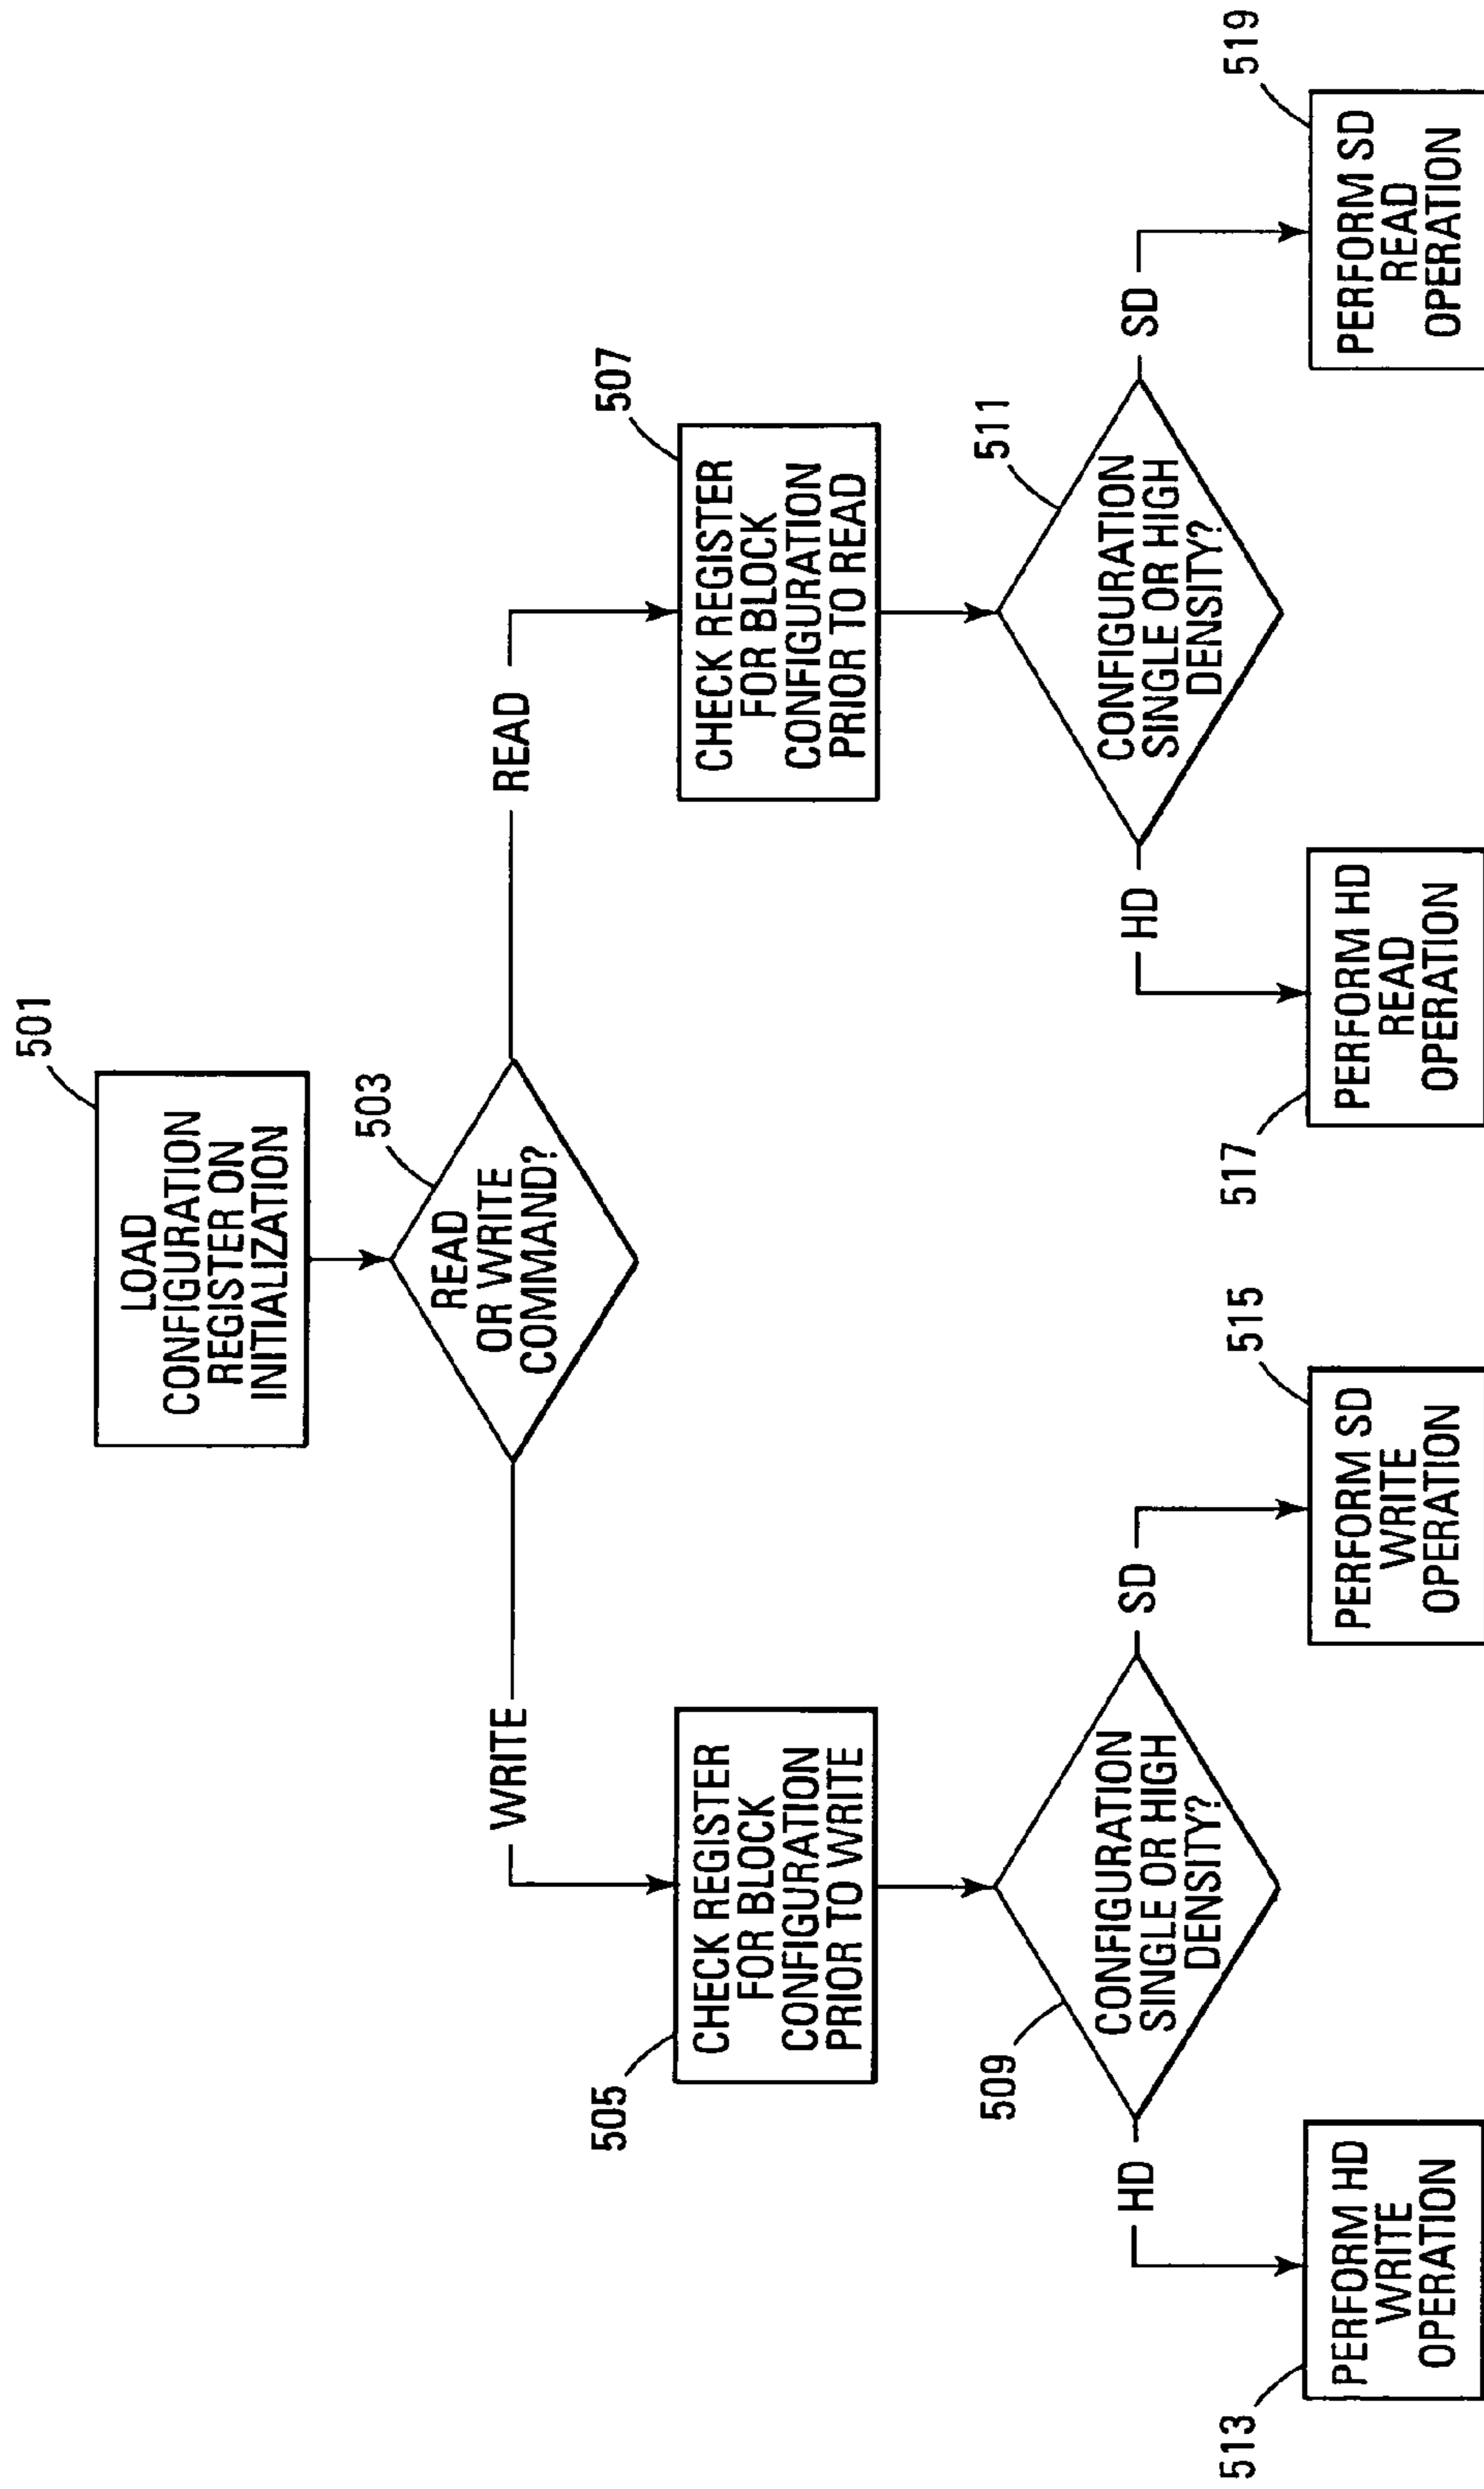 501
LOAD
CONFIGURATION
REGISTER ON
INITIALIZATION
503
READ
OR WRITE
COMMAND?
WRITE
READ
505
CHECK REGISTER
FOR BLOCK
CONFIGURATION
PRIOR TO WRITE
507
CHECK REGISTER
FOR BLOCK
CONFIGURATION
PRIOR TO READ
509
CONFIGURATION
SINGLE OR HIGH
DENSITY?
HD
SD
511
CONFIGURATION
SINGLE OR HIGH
DENSITY?
HD
SD
513
PERFORM HD
WRITE
OPERATION
515
PERFORM SD
WRITE
OPERATION
517
PERFORM HD
READ
OPERATION
519
PERFORM SD
READ
OPERATION